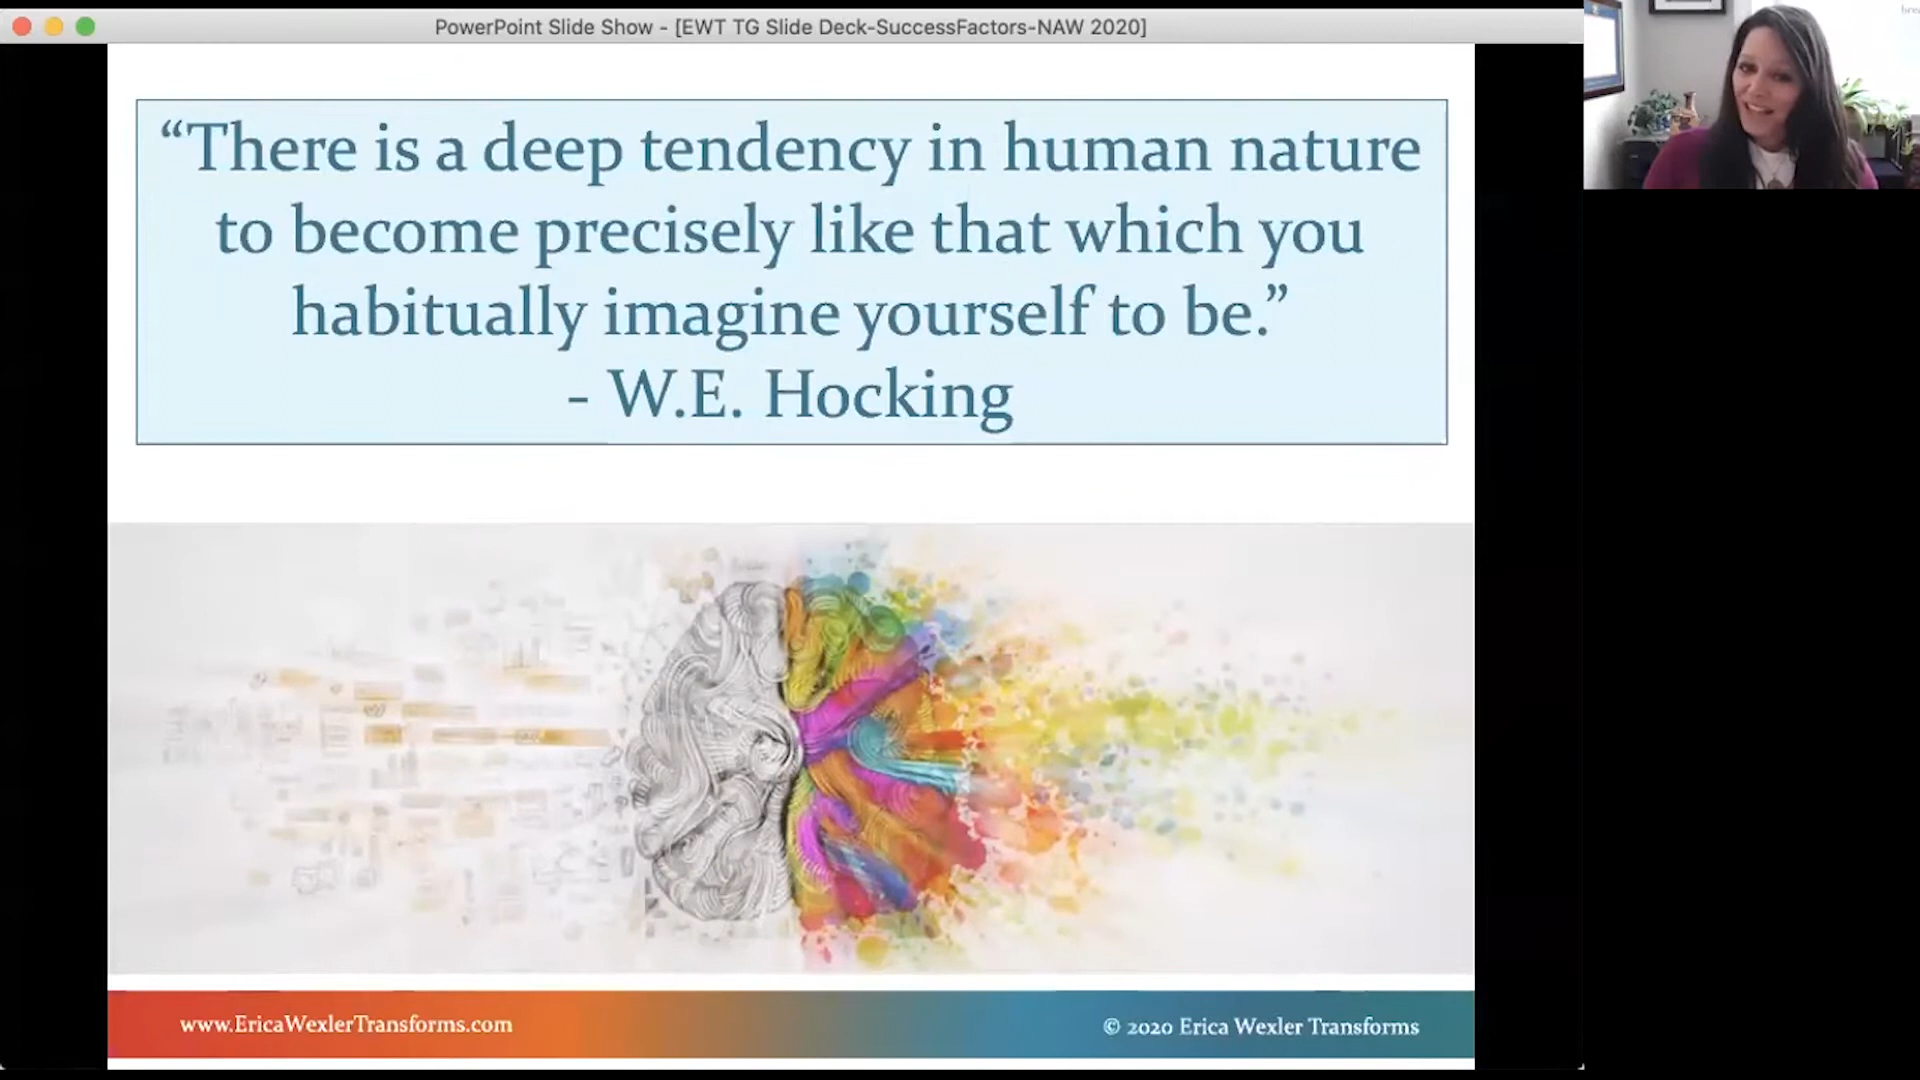 PowerPoint Slide Show - [EWT TG Slide Deck-SuccessFactors-NAW 2020]
“There is a deep tendency in human nature
to become precisely like that which you
habitually imagine yourself to be.”
- W.E. Hocking
www.EricaWexlerTransforms.com
© 2020 Erica Wexler Transforms